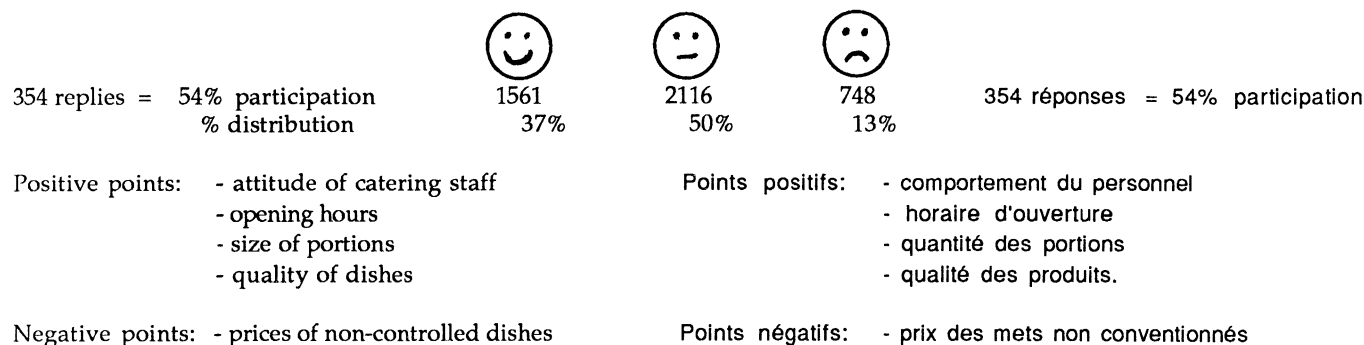 354 replies = 54% participation 1561 2116 748 354 réponses = 54% participation
% distribution 37% 50% 13%
Positive points: - attitude of catering staff Points positifs: - comportement du personnel
- opening hours - horaire d'ouverture
- size of portions - quantité des portions
- quality of dishes - qualité des produits.
Negative points: - prices of non-controlled dishes Points négatifs: - prix des mets non conventionnés